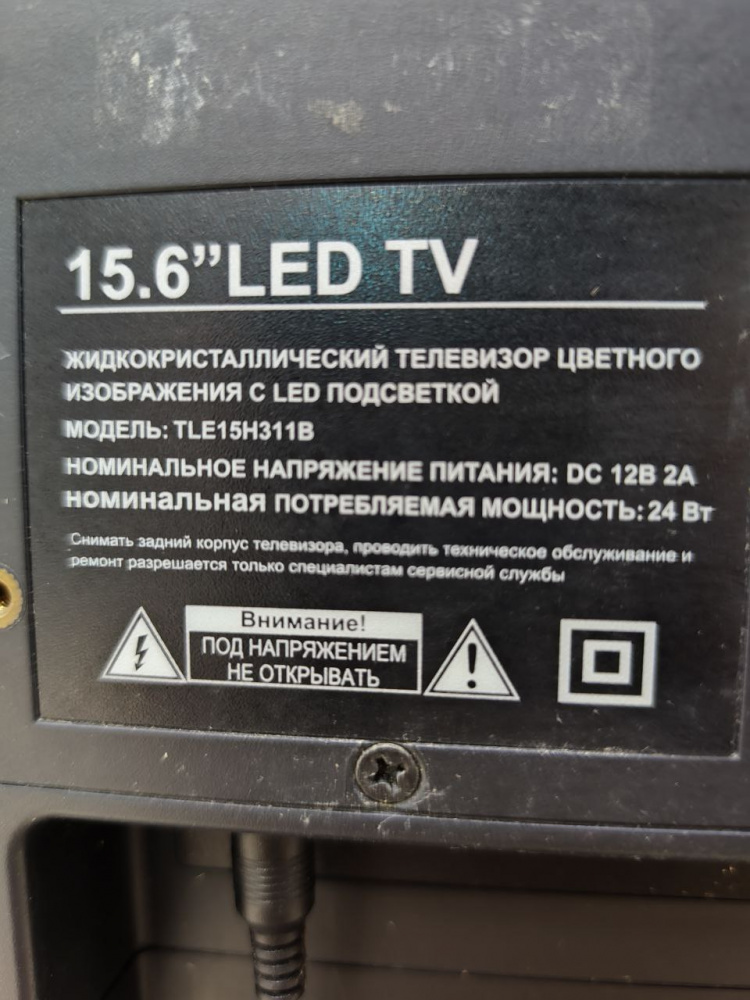 15.6”LED TV
ЖИДКОКРИСТАЛЛИЧЕСКИЙ ТЕЛЕВИЗОР ЦВЕТНОГО
ИЗОБРАЖЕНИЯ С LED ПОДСВЕТКОЙ
МОДЕЛЬ: TLE15H311B
НОМИНАЛЬНОЕ НАПРЯЖЕНИЕ ПИТАНИЯ: DC 12В 2А
НОМИНАЛЬНАЯ ПОТРЕБЛЯЕМАЯ МОЩНОСТЬ: 24 Вт
Снимать задний корпус телевизора, проводить техническое обслуживание и
ремонт разрешается только специалистам сервисной службы
Внимание!
ПОД НАПРЯЖЕНИЕМ
НЕ ОТКРЫВАТЬ